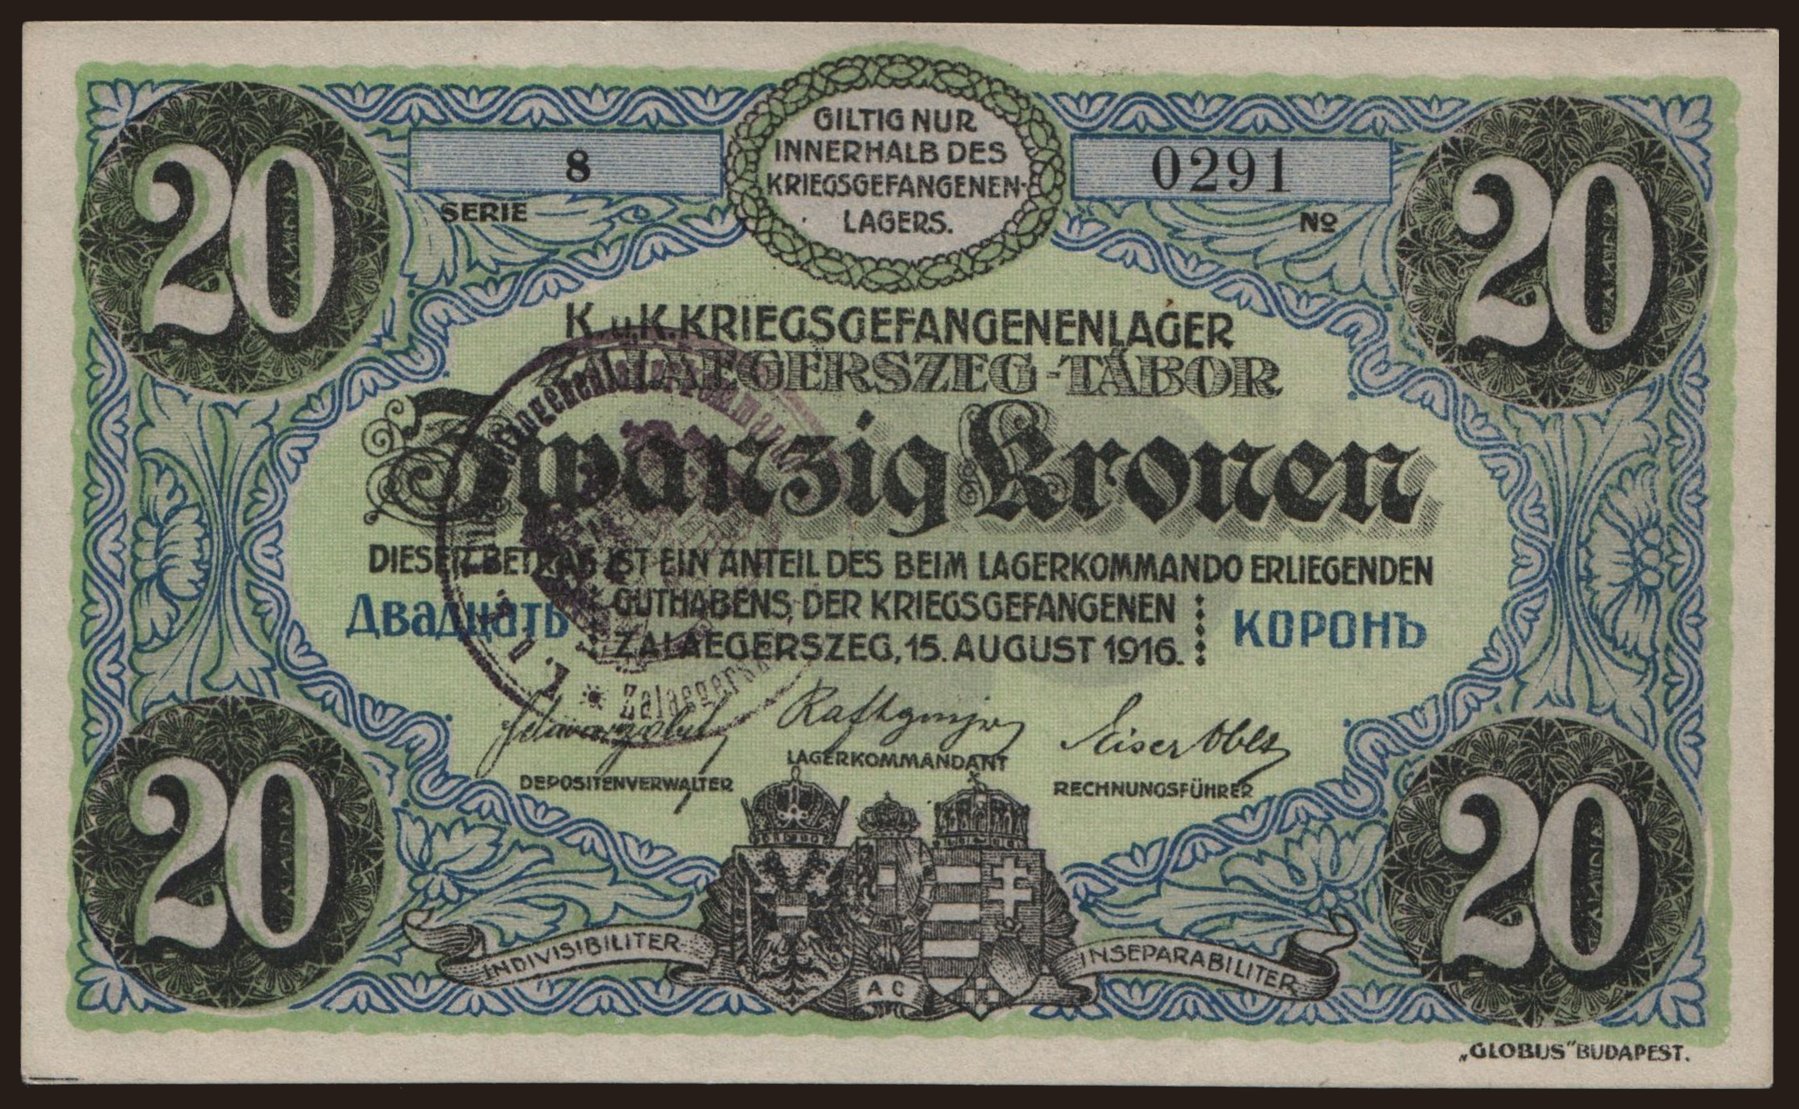 20
GILTIG NUR
INNERHALB DES
KRIEGSGEFANGENEN-
LAGERS.
20
8
SERIE
0291
No
K. u. K. KRIEGSGEFANGENENLAGER
ZALAEGERSZEG-TÁBOR
Zwanzig Kronen
DIESER BETRAG IST EIN ANTEIL DES BEIM LAGERKOMMANDO ERLIEGENDEN
Двадцать GUTHABENS DER KRIEGSGEFANGENEN КОРОНЪ
ZALAEGERSZEG, 15. AUGUST 1916.
Zalaegersz
DEPOSITENVERWALTER
LAGERKOMMANDANT
RECHNUNGSFÜHRER
20
20
INDIVISIBILITER
AC
INSEPARABILITER
„GLOBUS" BUDAPEST.